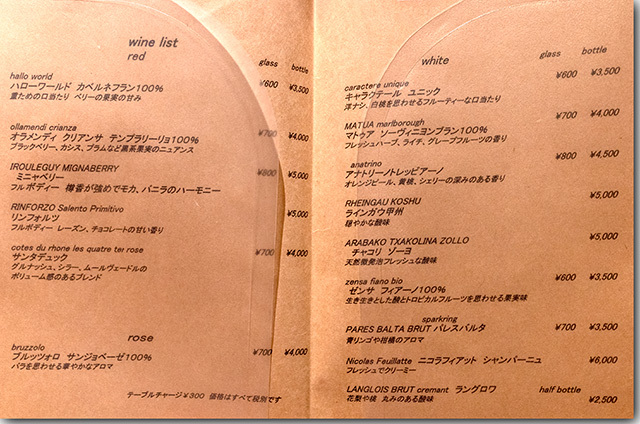 wine list
red
glass bottle
hallo world ¥600 ¥3,500
ハローワールド カベルネフラン100%
重ための口当たり ベリーの果実の甘み
ollamendi crianza ¥700 ¥4,000
オラメンディ クリアンサ テンプラリーリョ100%
ブラックベリー、カシス、プラムなど黒系果実のニュアンス
IROULEGUY MIGNABERRY ¥800 ¥5,000
ミニャベリー
フルボディー 樽香が強めでモカ、バニラのハーモニー
RINFORZO Salento Primitivo ¥5,000
リンフォルツ
フルボディー レーズン、チョコレートの甘い香り
cotes du rhone les quatre ter rose ¥700 ¥4,000
サンタデュック
グルナッシュ、シラー、ムールヴェードルの
ボリューム感のあるブレンド
rose
bruzzolo ¥700 ¥4,000
ブルッツォロ サンジョベーゼ100%
バラを思わせる華やかなアロマ
テーブルチャージ¥300 価格はすべて税別です
white
glass bottle
caractere unique ¥600 ¥3,500
キャラクテール ユニック
洋ナシ、白桃を思わせるフルーティーな口当たり
MATUA marlborough ¥700 ¥4,000
マトゥア ソーヴィニヨンブラン100%
フレッシュハーブ、ライチ、グレープフルーツの香り
anatrino ¥800 ¥4,500
アナトリーノトレッビアーノ
オレンジピール、黄桃、シェリーの深みのある香り
RHEINGAU KOSHU ¥5,000
ラインガウ甲州
穏やかな酸味
ARABAKO TXAKOLINA ZOLLO ¥5,000
チャコリ ゾーヨ
天然微発泡フレッシュな酸味
zensa fiano bio ¥600 ¥3,500
ゼンサ フィアーノ100%
生き生きとした酸とトロピカルフルーツを思わせる果実味
sparkring
PARES BALTA BRUT パレスバルタ ¥700 ¥3,500
青リンゴや柑橘のアロマ
Nicolas Feuillatte ニコラフィアット シャンパーニュ ¥6,000
フレッシュでクリーミー
LANGLOIS BRUT cremant ラングロワ half bottle
花梨や桃 丸みのある酸味 ¥2,500